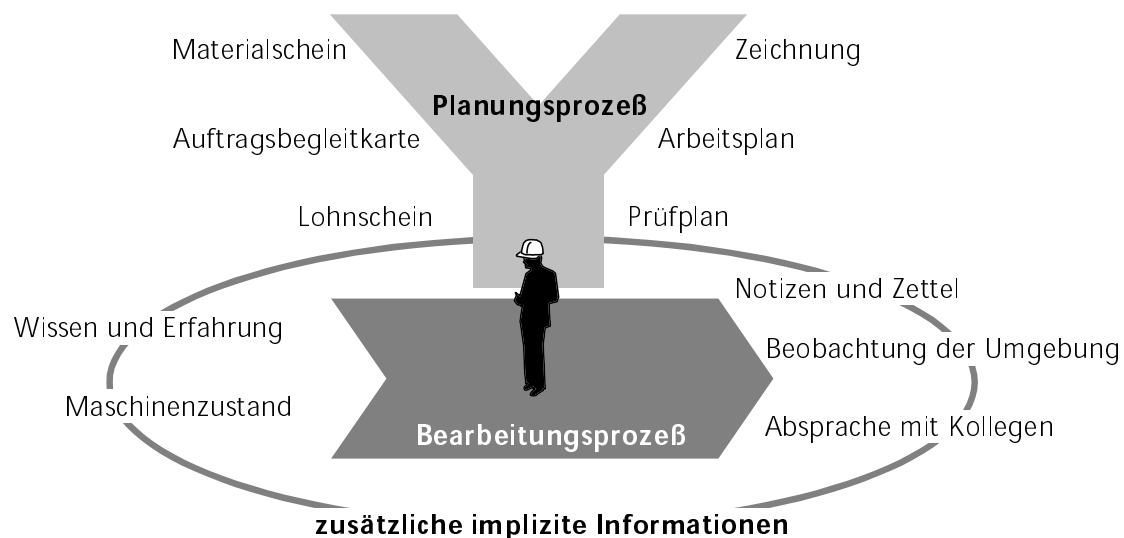 Materialschein
Zeichnung
Planungsprozeß
Auftragsbegleitkarte
Arbeitsplan
Lohnschein
Prüfplan
Notizen und Zettel
Wissen und Erfahrung
Beobachtung der Umgebung
Maschinenzustand
Absprache mit Kollegen
Bearbeitungsprozeß
zusätzliche implizite Informationen